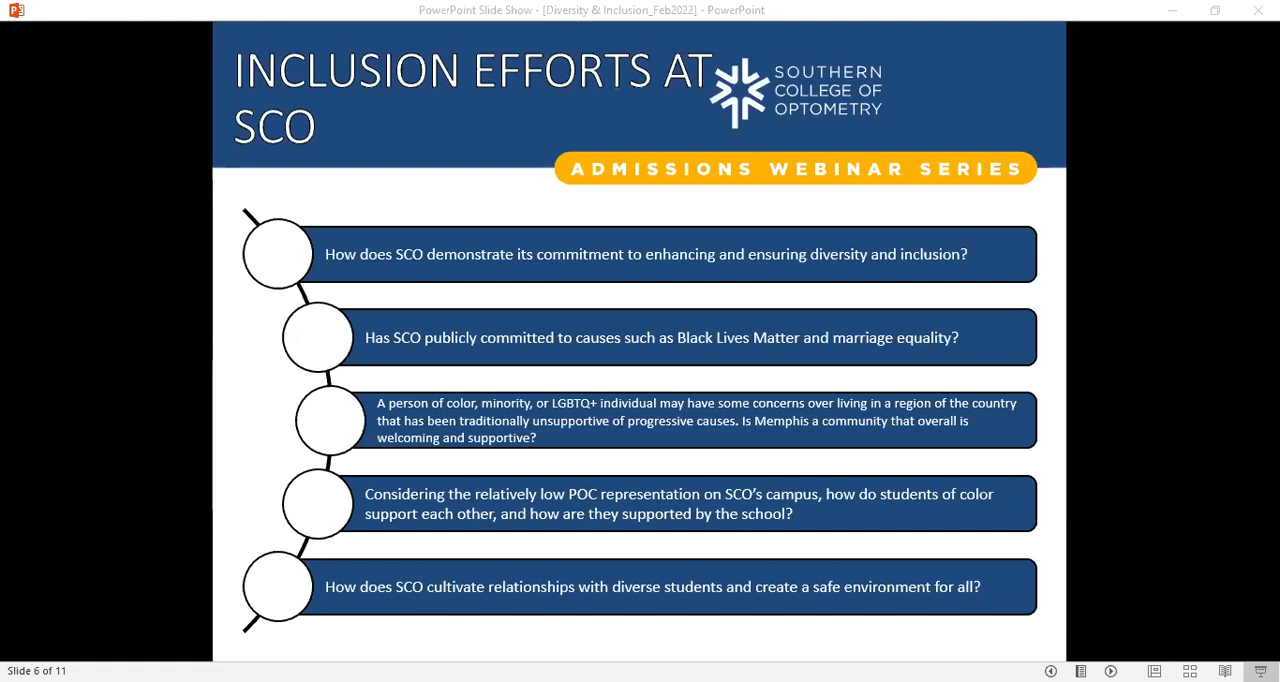 PowerPoint Slide Show - [Diversity & Inclusion_Feb2022] - PowerPoint
INCLUSION EFFORTS AT
SCO
SOUTHERN
COLLEGE OF
OPTOMETRY
ADMISSIONS WEBINAR SERIES
How does SCO demonstrate its commitment to enhancing and ensuring diversity and inclusion?
Has SCO publicly committed to causes such as Black Lives Matter and marriage equality?
A person of color, minority, or LGBTQ+ individual may have some concerns over living in a region of the country
that has been traditionally unsupportive of progressive causes. Is Memphis a community that overall is
welcoming and supportive?
Considering the relatively low POC representation on SCO’s campus, how do students of color
support each other, and how are they supported by the school?
How does SCO cultivate relationships with diverse students and create a safe environment for all?
Slide 6 of 11